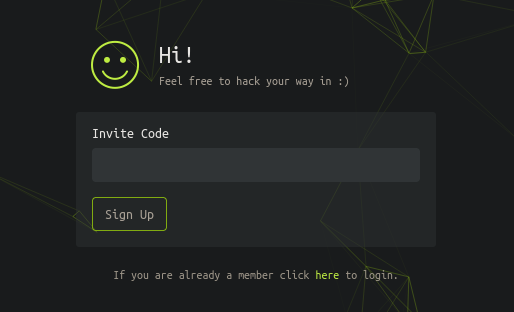 Hi!
Feel free to hack your way in :)
Invite Code
Sign Up
If you are already a member click here to login.